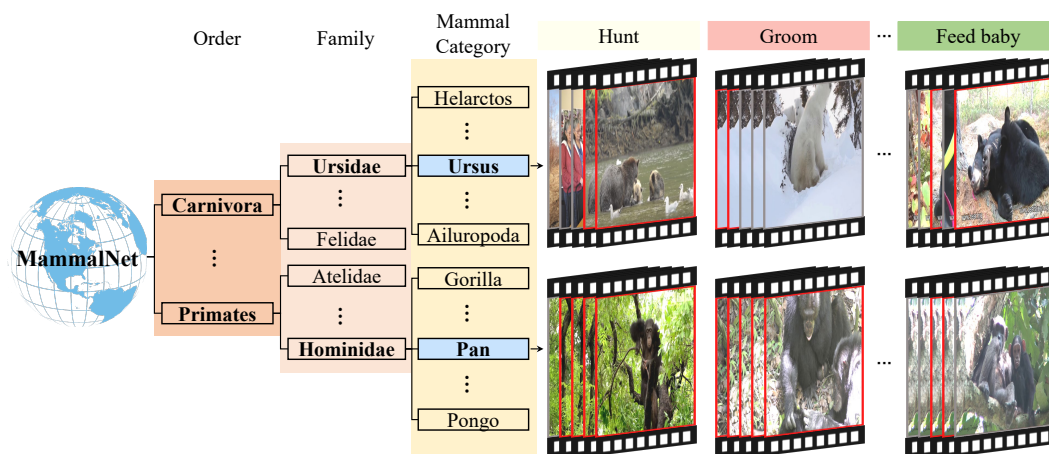 Order
Family
Mammal
Category
Hunt
Groom
...
Feed baby
MammalNet
Carnivora
Primates
Ursidae
Felidae
Atelidae
Hominidae
Helarctos
Ursus
Ailuropoda
Gorilla
Pan
Pongo